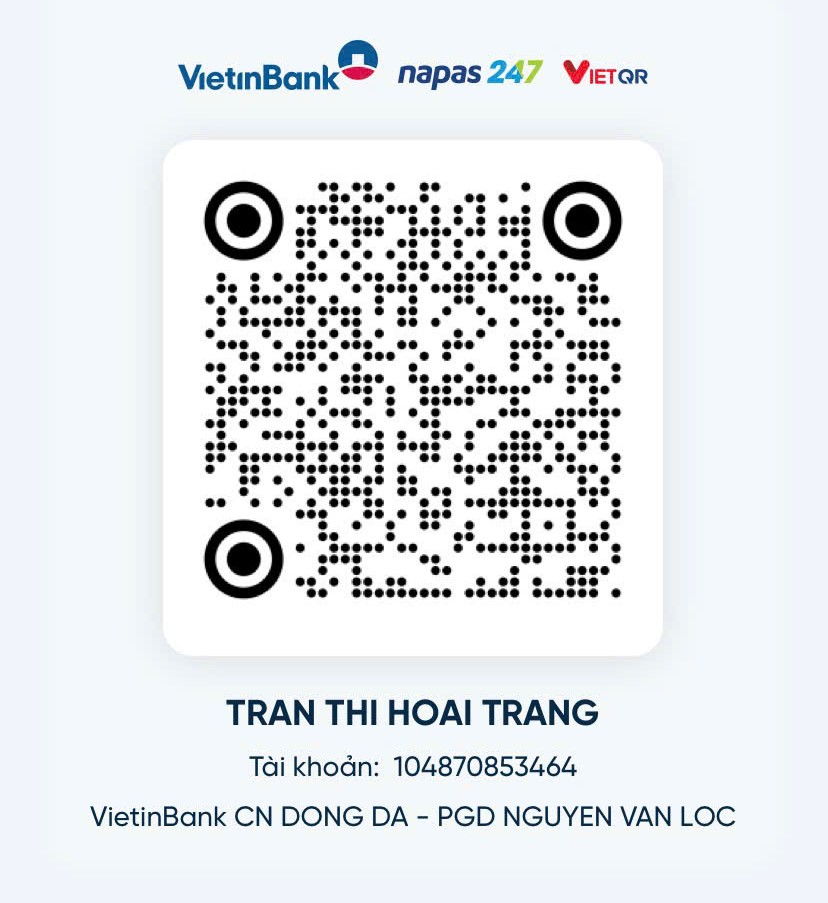 VietinBank napas 247 VIETQR
TRAN THI HOAI TRANG
Tài khoản: 104870853464
VietinBank CN DONG DA - PGD NGUYEN VAN LOC